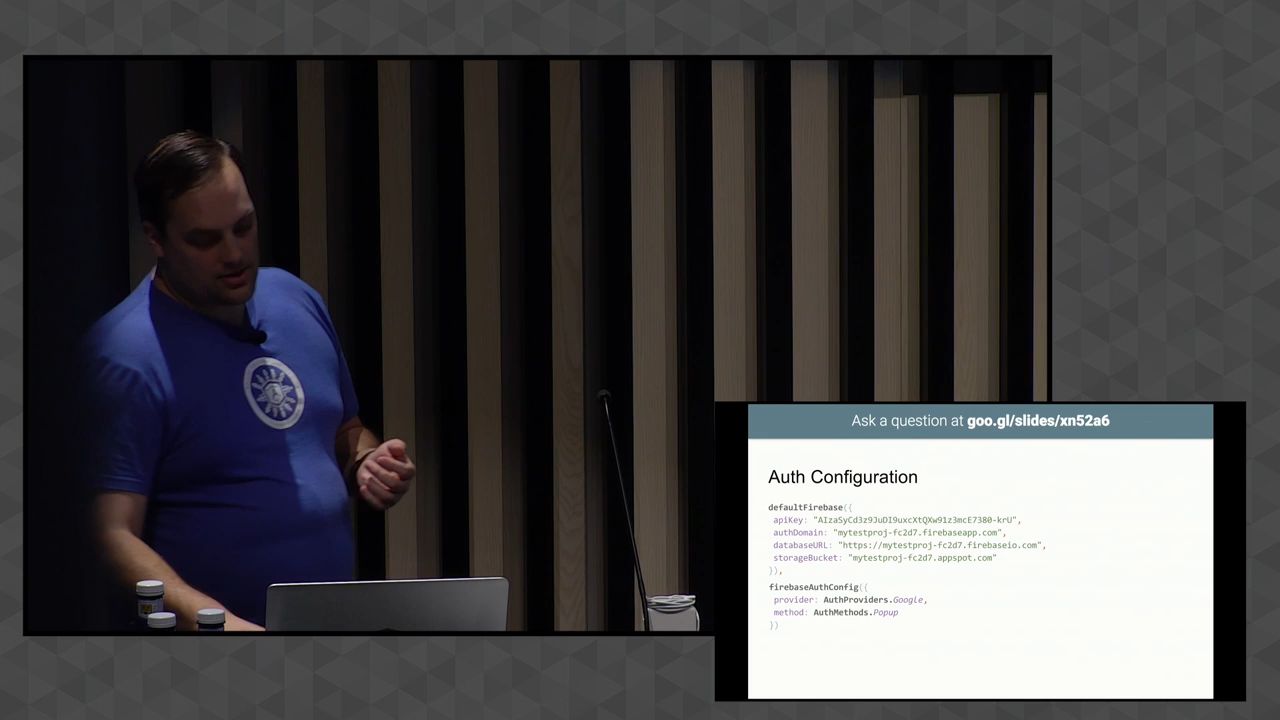 Ask a question at goo.gl/slides/xn52a6
Auth Configuration
defaultFirebase({
apiKey: "AIzaSyCd3z9JuDI9uxcXtQXw91z3mcE7380-krU",
authDomain: "mytestproj-fc2d7.firebaseapp.com",
databaseURL: "https://mytestproj-fc2d7.firebaseio.com",
storageBucket: "mytestproj-fc2d7.appspot.com"
}),
firebaseAuthConfig({
provider: AuthProviders.Google,
method: AuthMethods.Popup
})